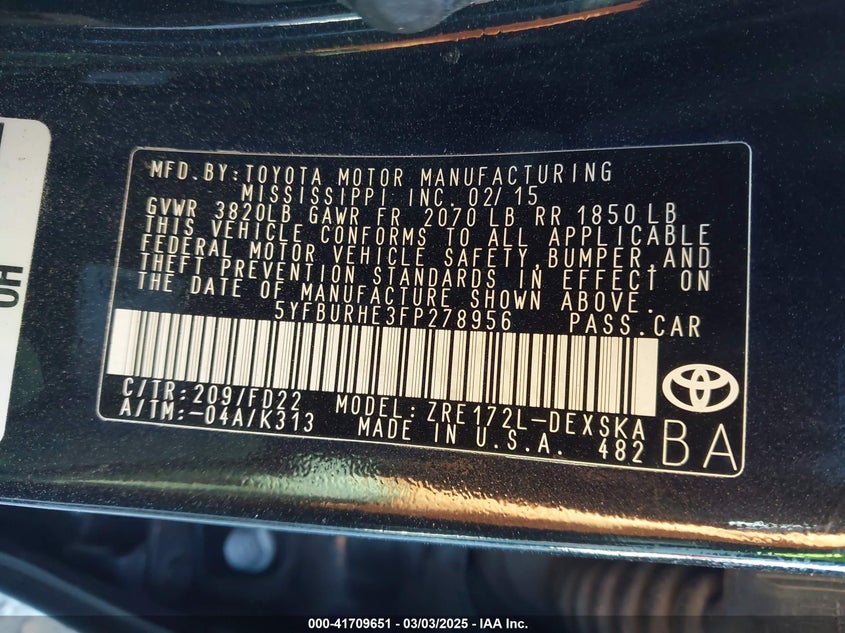 MFD.BY:TOYOTA MOTOR MANUFACTURING
MISSISSIPPI INC. 02/15
GVWR 3820LB GAWR FR 2070 LB RR 1850 LB
THIS VEHICLE CONFORMS TO ALL APPLICABLE
FEDERAL MOTOR VEHICLE SAFETY,BUMPER,AND
THEFT PREVENTION STANDARDS IN EFFECT ON
THE DATE OF MANUFACTURE SHOWN ABOVE.
5YFBURHE3FP278956 PASS.CAR
C/TR:209/FD22 MODEL:ZRE172L-DEXSKA
A/TM:-04A/K313 MADE IN U.S.A. 482
BA
HO
000-41709651 - 03/03/2025 - IAA Inc.